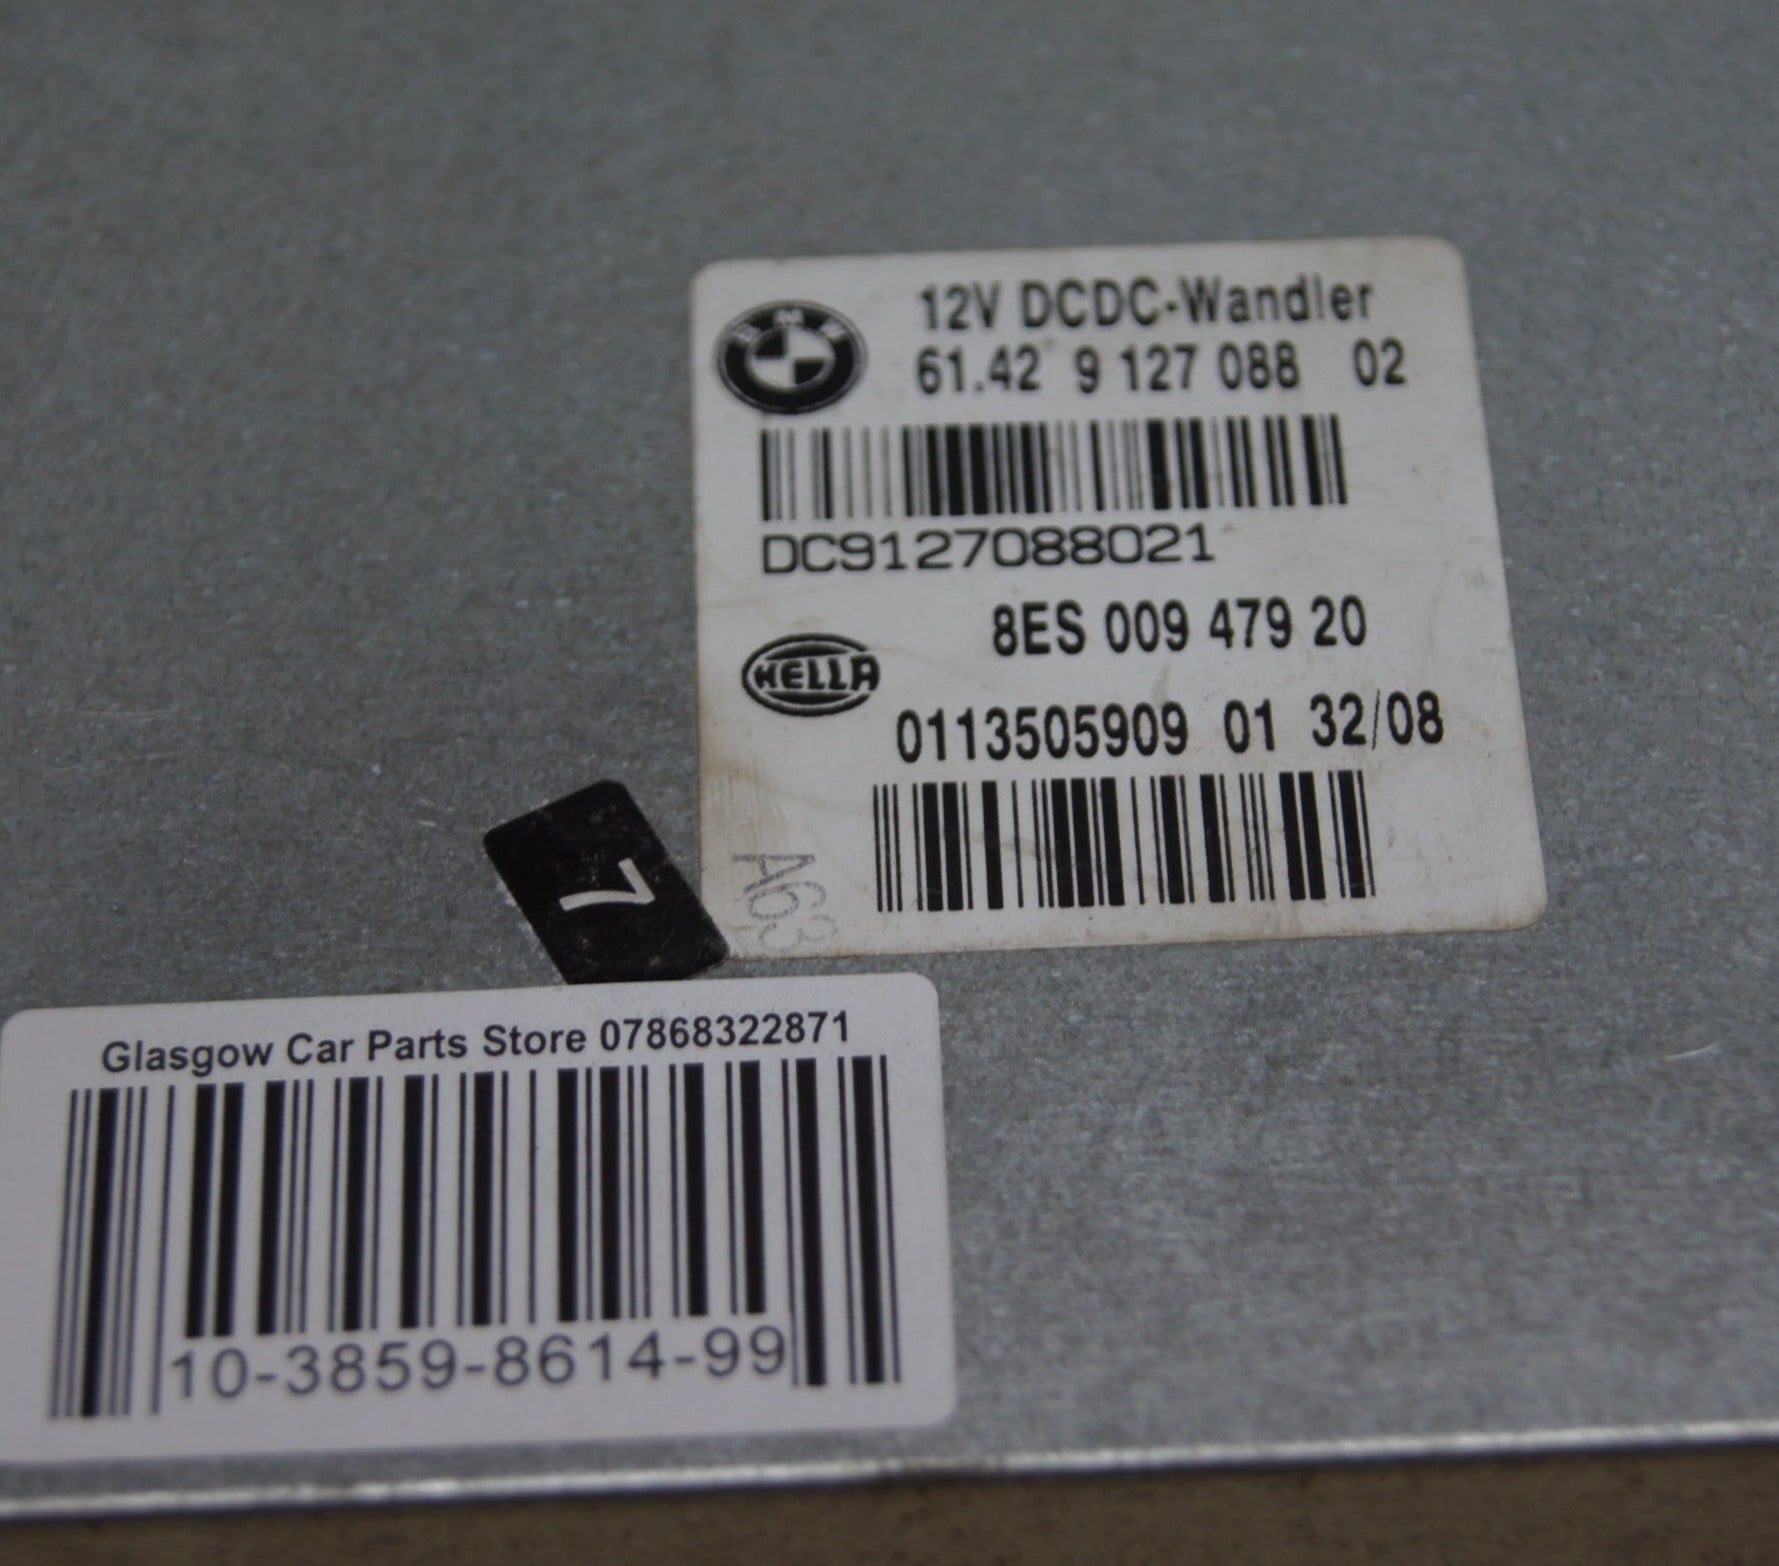 BMW
12V DCDC-Wandler
61.42 9 127 088 02
DC9127088021
HELLA
8ES 009 479 20
0113505909 01 32/08
A63
7
Glasgow Car Parts Store 07868322871
10-3859-8614-99